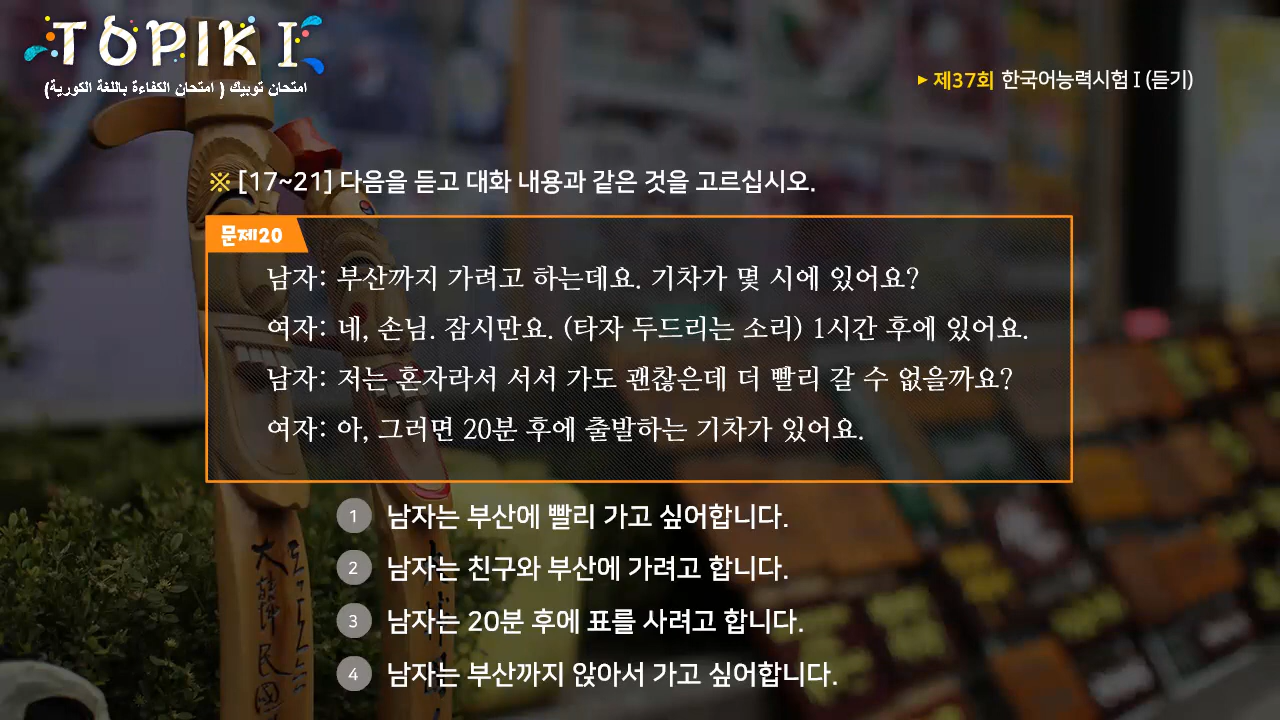 TOPIK I
امتحان توبيك ( امتحان الكفاءة باللغة الكورية)
▶ 제37회 한국어능력시험 I (듣기)
※ [17~21] 다음을 듣고 대화 내용과 같은 것을 고르십시오.
문제20
남자: 부산까지 가려고 하는데요. 기차가 몇 시에 있어요?
여자: 네, 손님. 잠시만요. (타자 두드리는 소리) 1시간 후에 있어요.
남자: 저는 혼자라서 서서 가도 괜찮은데 더 빨리 갈 수 없을까요?
여자: 아, 그러면 20분 후에 출발하는 기차가 있어요.
1 남자는 부산에 빨리 가고 싶어합니다.
2 남자는 친구와 부산에 가려고 합니다.
3 남자는 20분 후에 표를 사려고 합니다.
4 남자는 부산까지 앉아서 가고 싶어합니다.
大韓民國